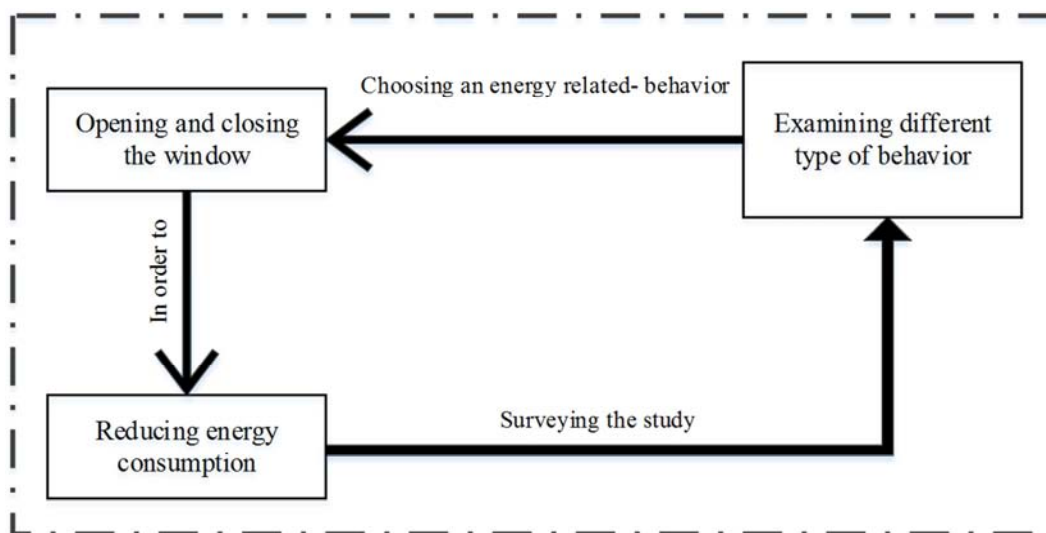 Choosing an energy related- behavior
Opening and closing
the window
Examining different
type of behavior
In order to
Reducing energy
consumption
Surveying the study